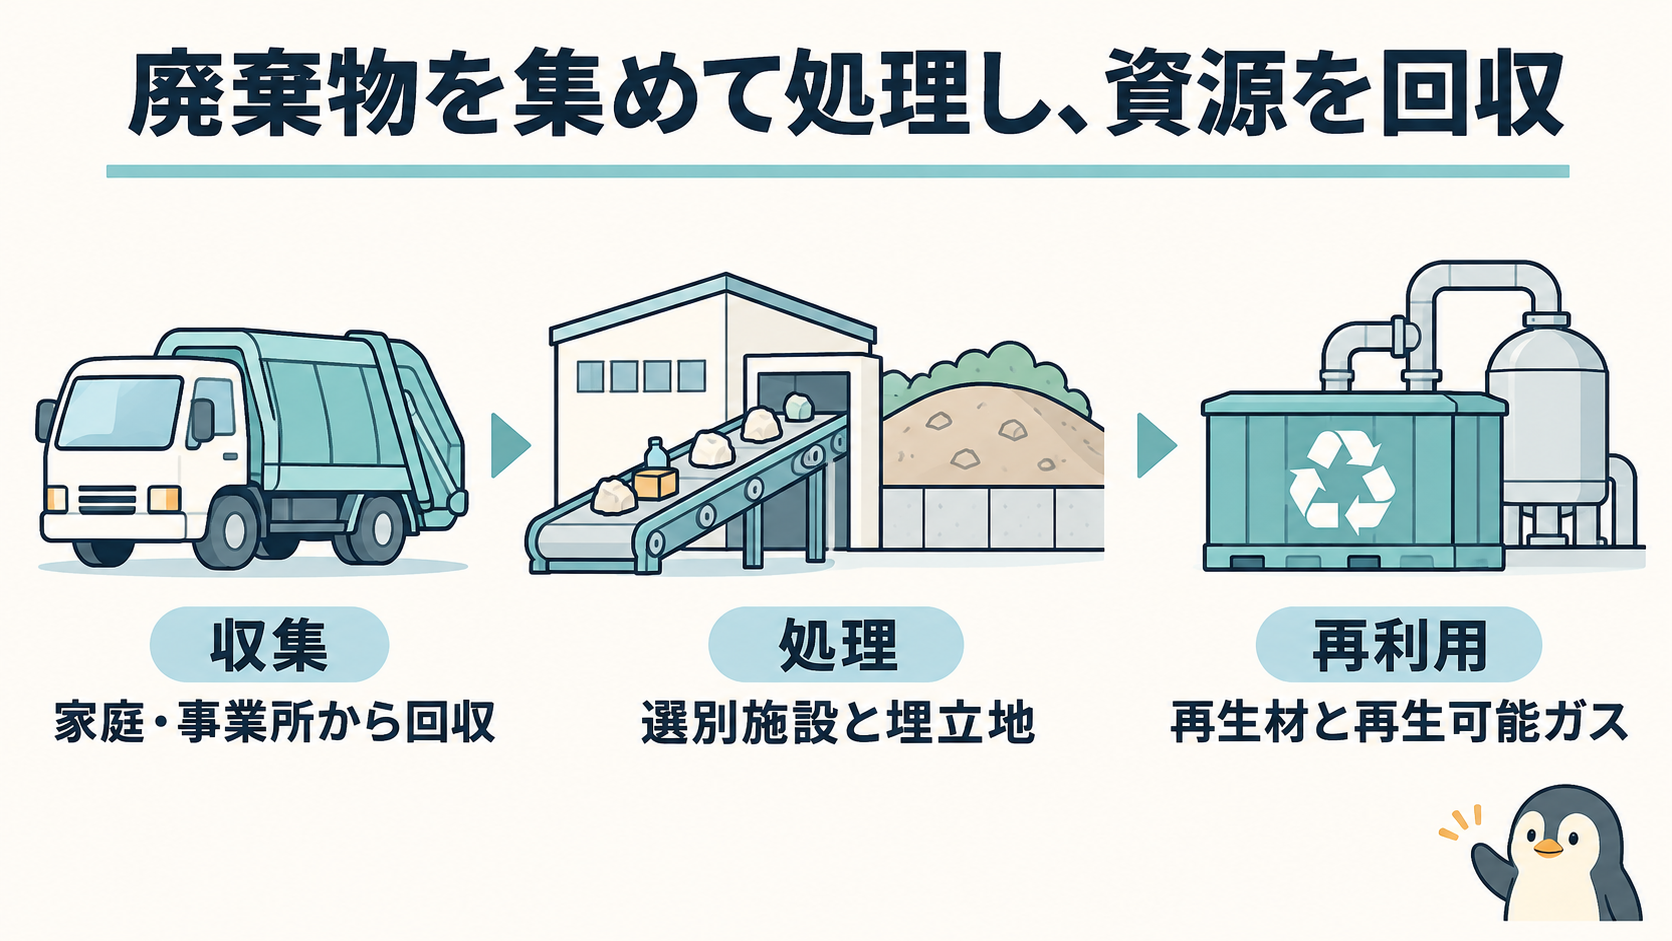 廃棄物を集めて処理し、資源を回収
収集
家庭・事業所から回収
処理
選別施設と埋立地
再利用
再生材と再生可能ガス